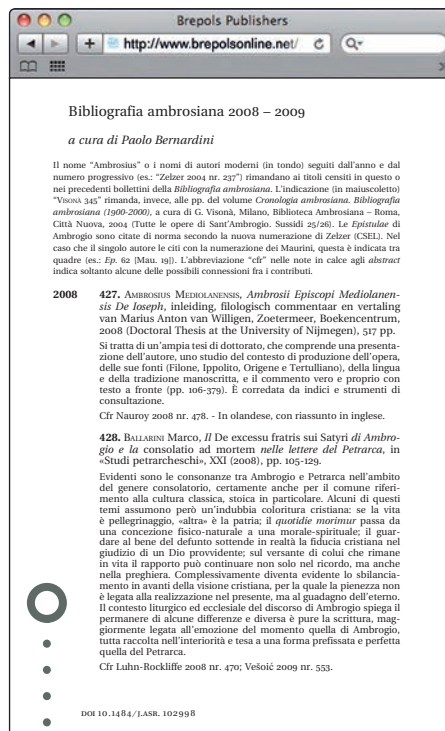 Brepols Publishers
http://www.brepolsonline.net/
Bibliografia ambrosiana 2008 – 2009
a cura di Paolo Bernardini
Il nome “Ambrosius” o i nomi di autori moderni (in tondo) seguiti dall’anno e dal
numero progressivo (es.: “Zelzer 2004 nr. 237”) rimandano ai titoli censiti in questo o
nei precedenti bollettini della Bibliografia ambrosiana. L’indicazione (in maiuscoletto)
“Visonà 345” rimanda, invece, alle pp. del volume Cronologia ambrosiana. Bibliografia
ambrosiana (1900-2000), a cura di G. Visonà, Milano, Biblioteca Ambrosiana – Roma,
Città Nuova, 2004 (Tutte le opere di Sant’Ambrogio. Sussidi 25/26). Le Epistulae di
Ambrogio sono citate di norma secondo la nuova numerazione di Zelzer (CSEL). Nel
caso che il singolo autore le citi con la numerazione dei Maurini, questa è indicata tra
quadre (es.: Ep. 62 [Mau. 19]). L’abbreviazione “cfr” nelle note in calce agli abstract
indica soltanto alcune delle possibili connessioni fra i contributi.
2008 427. Ambrosius Mediolanensis, Ambrosii Episcopi Mediolanen-
sis De Ioseph, inleiding, filologisch commentaar en vertaling
van Marius Anton van Willigen, Zoetermeer, Boekencentrum,
2008 (Doctoral Thesis at the University of Nijmegen), 517 pp.
Si tratta di un’ampia tesi di dottorato, che comprende una presenta-
zione dell’autore, uno studio del contesto di produzione dell’opera,
delle sue fonti (Filone, Ippolito, Origene e Tertulliano), della lingua
e della tradizione manoscritta, e il commento vero e proprio con
testo a fronte (pp. 106-379). È corredata da indici e strumenti di
consultazione.
Cfr Nauroy 2008 nr. 478. - In olandese, con riassunto in inglese.
428. Ballarini Marco, Il De excessu fratris sui Satyri di Ambro-
gio e la consolatio ad mortem nelle lettere del Petrarca, in
«Studi petrarcheschi», XXI (2008), pp. 105-129.
Evidenti sono le consonanze tra Ambrogio e Petrarca nell’ambito
del genere consolatorio, certamente anche per il comune riferi-
mento alla cultura classica, stoica in particolare. Alcuni di questi
temi assumono però un’indubbia coloritura cristiana: se la vita
è pellegrinaggio, «altra» è la patria; il quotidie morimur passa da
una concezione fisico-naturale a una morale-spirituale; il guar-
dare al bene del defunto sottende in realtà la fiducia cristiana nel
giudizio di un Dio provvidente; sul versante di colui che rimane
in vita il rapporto può continuare non solo nel ricordo, ma anche
nella preghiera. Complessivamente diventa evidente lo sbilancia-
mento in avanti della visione cristiana, per la quale la pienezza non
è legata alla realizzazione nel presente, ma al guadagno dell’eterno.
Il contesto liturgico ed ecclesiale del discorso di Ambrogio spiega il
permanere di alcune differenze e diversa è pure la scrittura, mag-
giormente legata all’emozione del momento quella di Ambrogio,
tutta raccolta nell’interiorità e tesa a una forma prefissata e perfetta
quella del Petrarca.
Cfr Luhn-Rockliffe 2008 nr. 470; Vešoić 2009 nr. 553.
DOI 10.1484/J.ASR. 102998